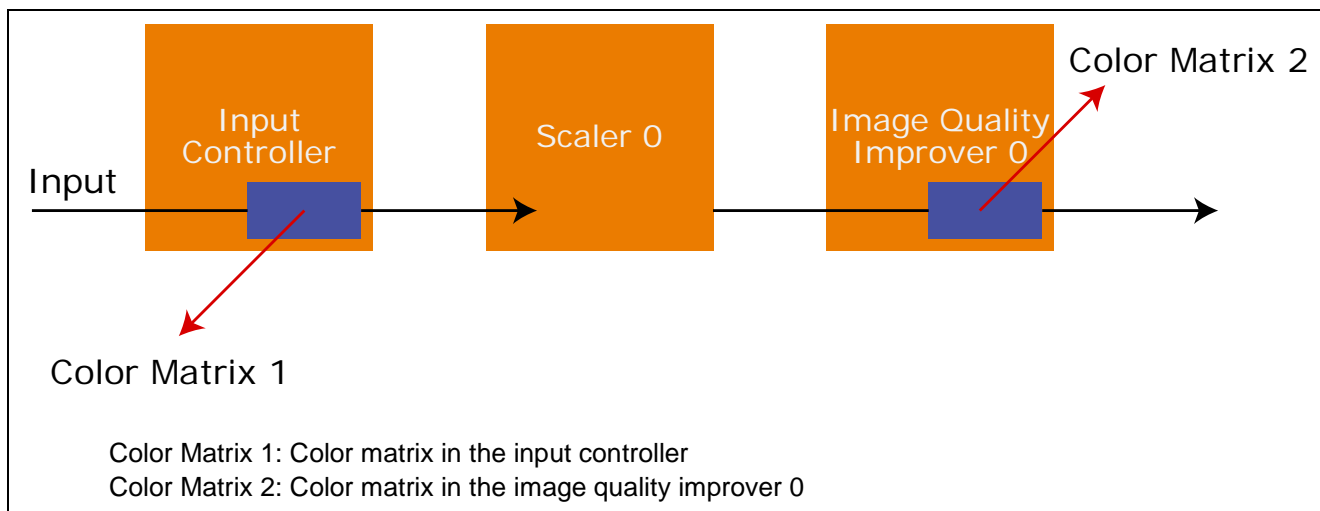 Color Matrix 2
Input
Controller
Scaler 0
Image Quality
Improver 0
Input
Color Matrix 1
Color Matrix 1: Color matrix in the input controller
Color Matrix 2: Color matrix in the image quality improver 0